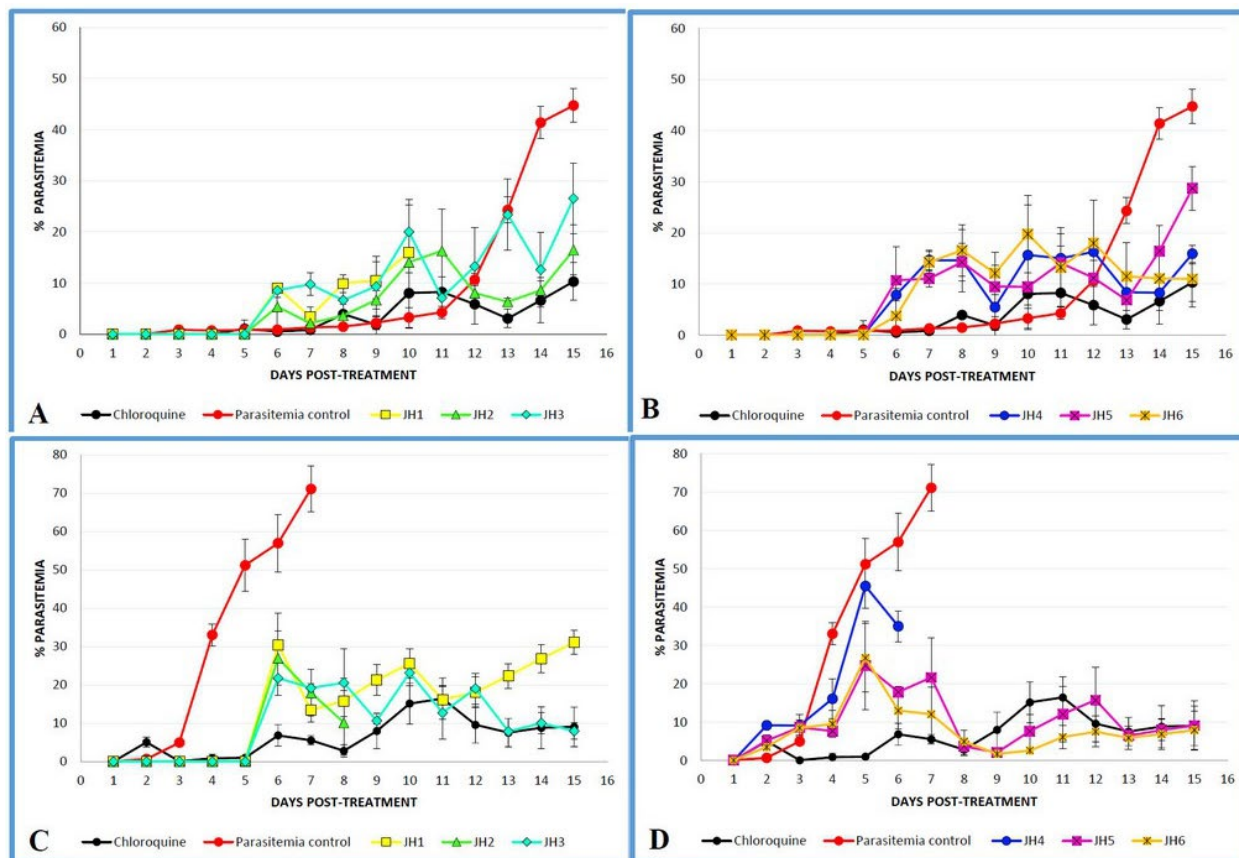 60
50
40
30
20
10
0
% PARASITEMIA
0 1 2 3 4 5 6 7 8 9 10 11 12 13 14 15 16
DAYS POST-TREATMENT
A
Chloroquine Parasitemia control JH1 JH2 JH3
60
50
40
30
20
10
0
% PARASITEMIA
0 1 2 3 4 5 6 7 8 9 10 11 12 13 14 15 16
DAYS POST-TREATMENT
B
Chloroquine Parasitemia control JH4 JH5 JH6
80
70
60
50
40
30
20
10
0
% PARASITEMIA
0 1 2 3 4 5 6 7 8 9 10 11 12 13 14 15 16
DAYS POST-TREATMENT
C
Chloroquine Parasitemia control JH1 JH2 JH3
80
70
60
50
40
30
20
10
0
% PARASITEMIA
0 1 2 3 4 5 6 7 8 9 10 11 12 13 14 15 16
DAYS POST-TREATMENT
D
Chloroquine Parasitemia control JH4 JH5 JH6